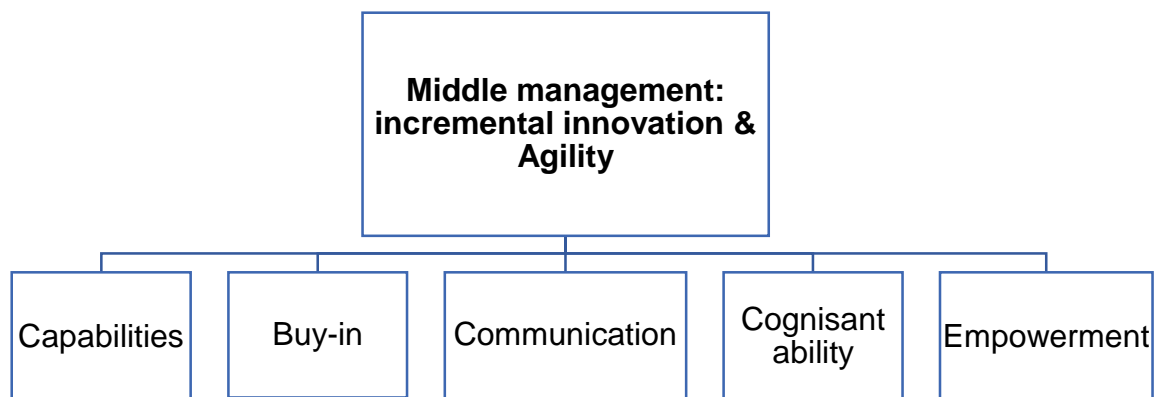 Middle management:
incremental innovation &
Agility
Capabilities
Buy-in
Communication
Cognisant
ability
Empowerment